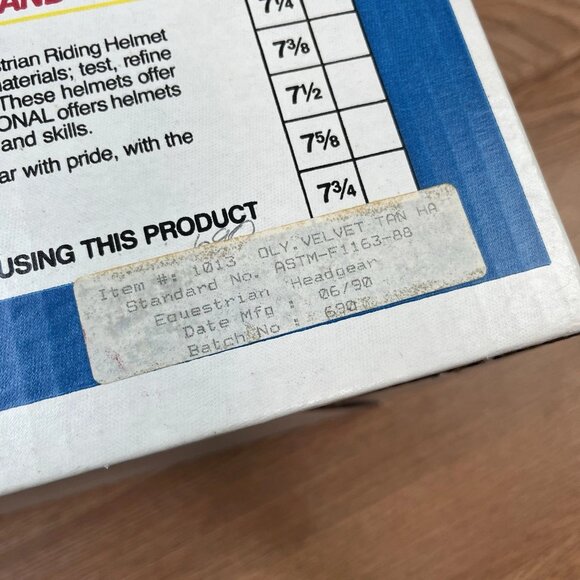 AND
strian Riding Helmet
aterials; test, refine
These helmets offer
ONAL offers helmets
and skills.
ar with pride, with the
USING THIS PRODUCT
7¼
7⅜
7½
7⅝
7¾
690
Item #: 1013 OLY.VELVET TAN HA
Standard No. ASTM-F1163-88
Equestrian Headgear
Date Mfg : 06/90
Batch No : 690